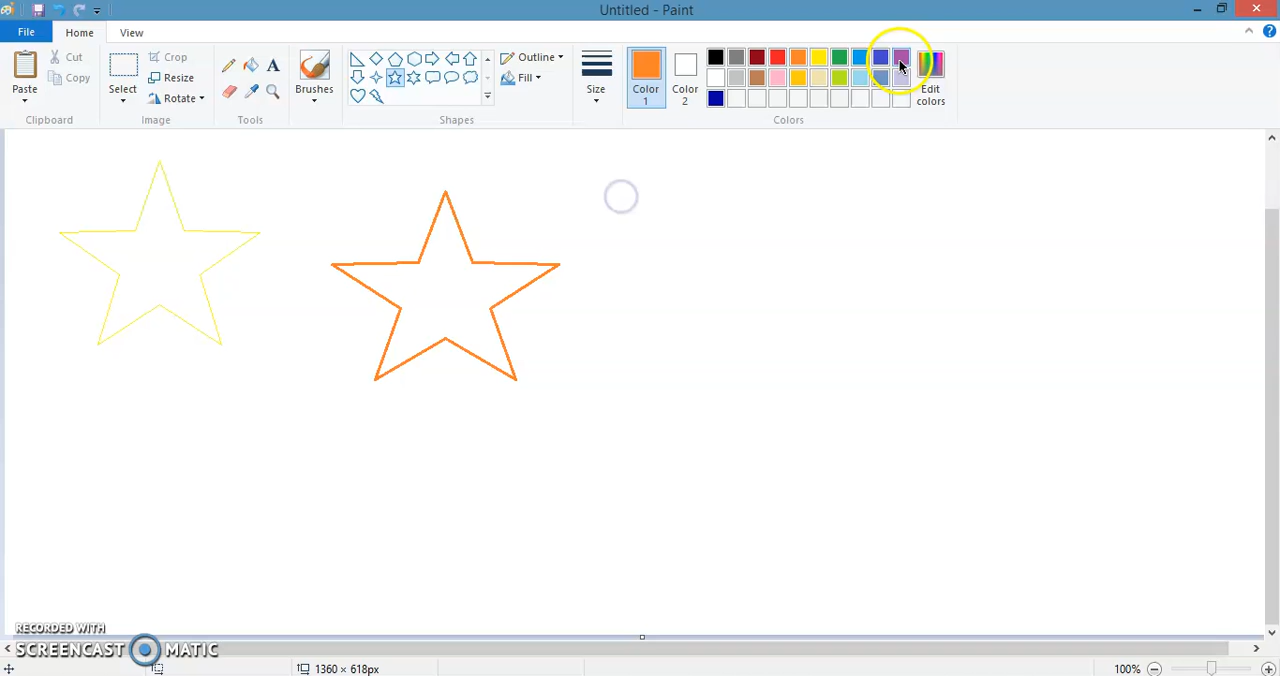 Untitled - Paint
File Home View
Paste
Cut
Copy
Clipboard
Select
Crop
Resize
Rotate
Image
A
Tools
Brushes
Shapes
Outline
Fill
Size
Color
1
Color
2
Edit
colors
Colors
RECORDED WITH
SCREENCAST MATIC
1360 × 618px
100%